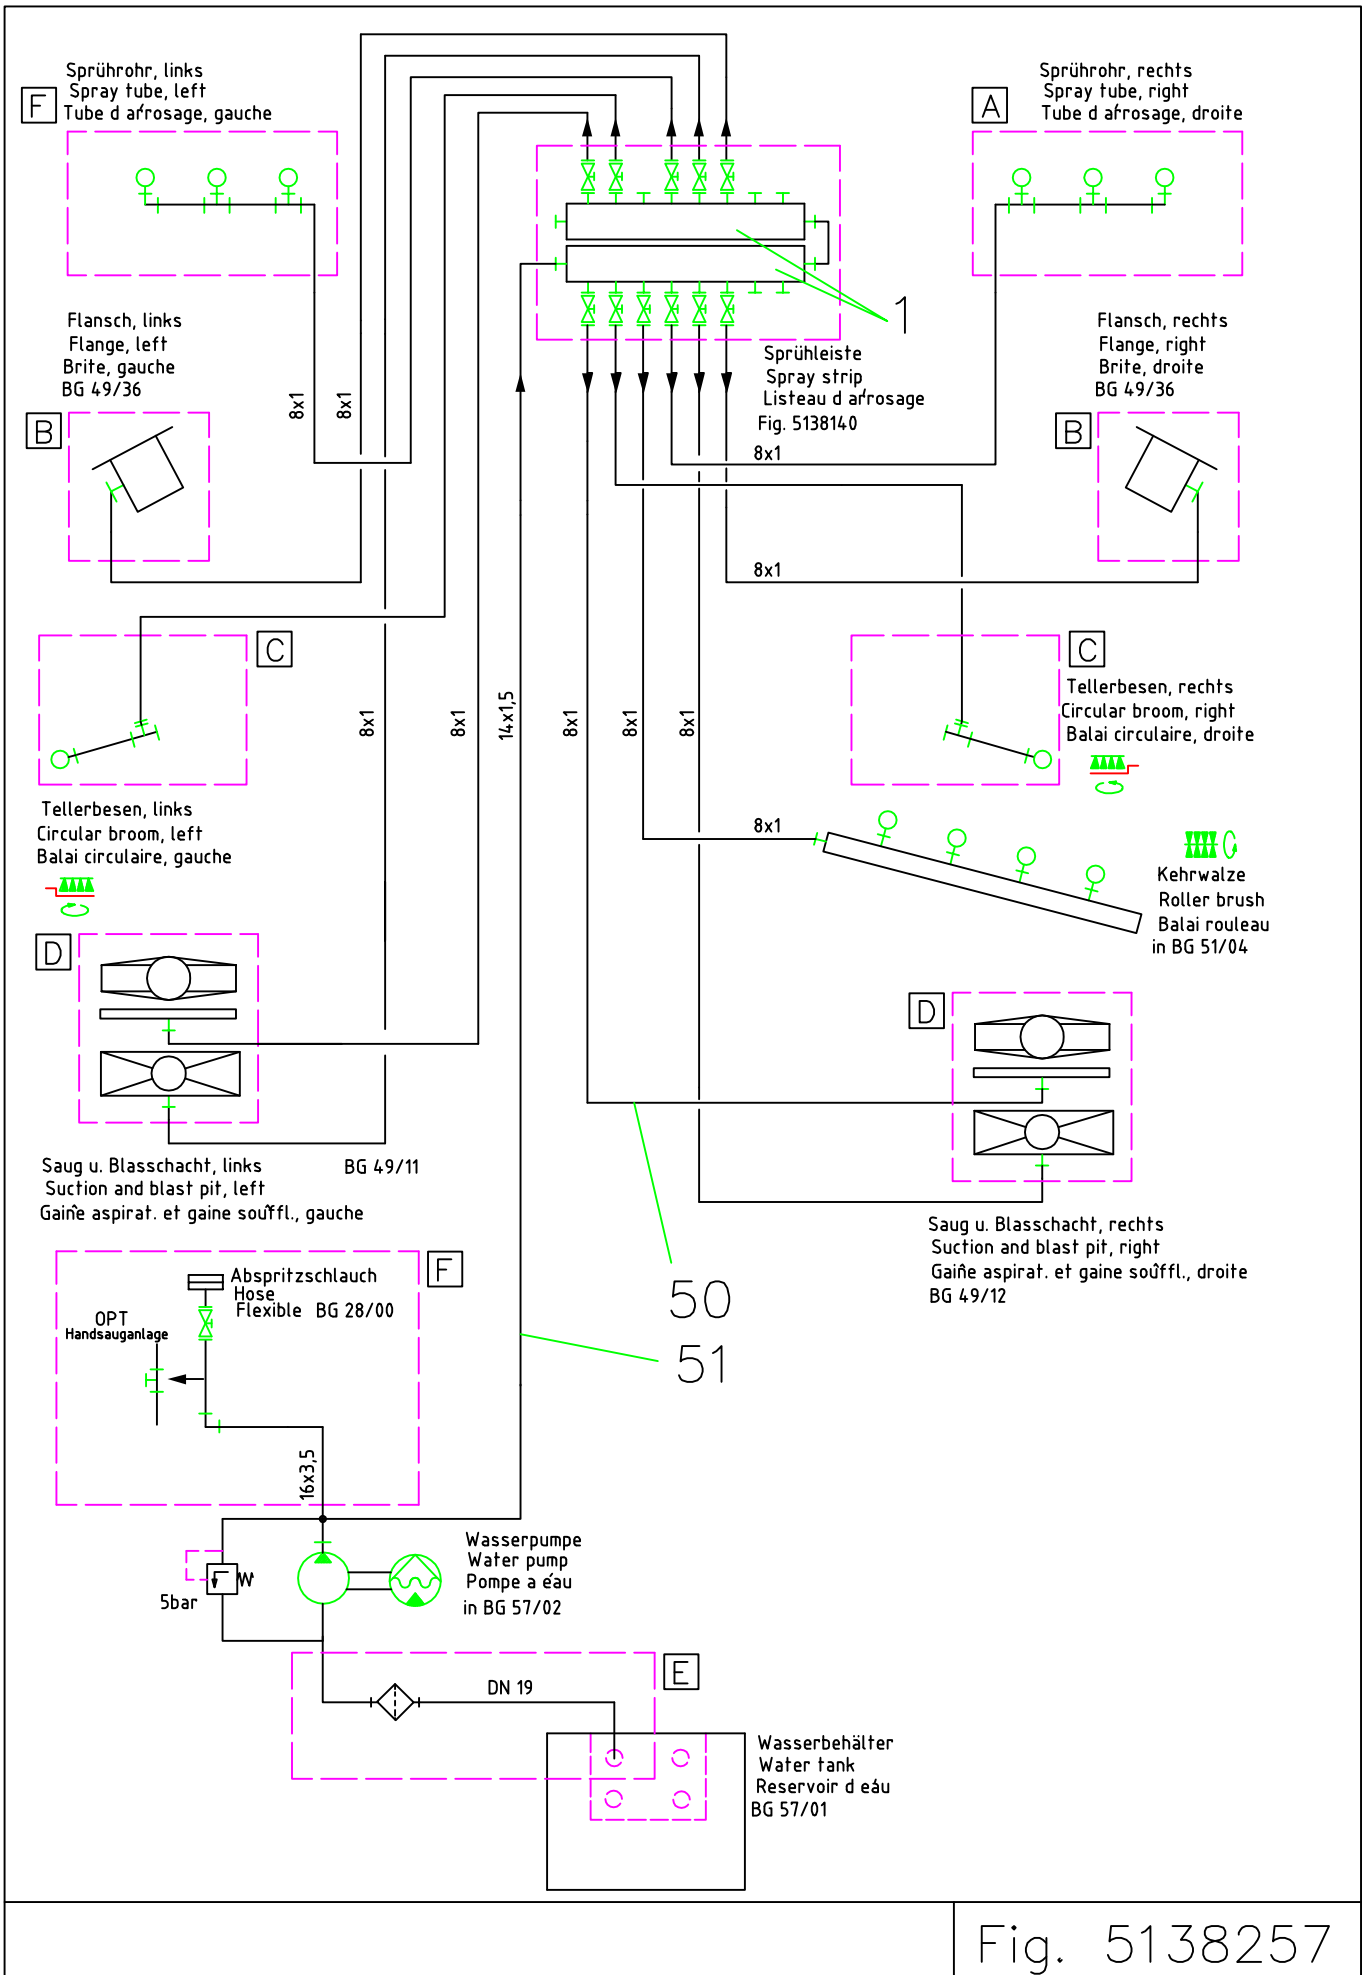 F
Sprührohr, links
Spray tube, left
Tube d ́arrosage, gauche
A
Sprührohr, rechts
Spray tube, right
Tube d ́arrosage, droite
1
Sprühleiste
Spray strip
Listeau d ́arrosage
Fig. 5138140
Flansch, links
Flange, left
Brite, gauche
BG 49/36
B
Flansch, rechts
Flange, right
Brite, droite
BG 49/36
B
8x1
8x1
8x1
8x1
C
C
Tellerbesen, rechts
Circular broom, right
Balai circulaire, droite
8x1
8x1
14x1,5
8x1
8x1
8x1
Tellerbesen, links
Circular broom, left
Balai circulaire, gauche
8x1
Kehrwalze
Roller brush
Balai rouleau
in BG 51/04
D
D
Saug u. Blasschacht, links
Suction and blast pit, left
Gaine aspirat. et gaine souffl., gauche
BG 49/11
Saug u. Blasschacht, rechts
Suction and blast pit, right
Gaine aspirat. et gaine souffl., droite
BG 49/12
50
51
F
Abspritzschlauch
Hose
Flexible BG 28/00
OPT
Handsauganlage
16x3,5
5bar
Wasserpumpe
Water pump
Pompe a ́eau
in BG 57/02
E
DN 19
Wasserbehälter
Water tank
Reservoir d ́eau
BG 57/01
Fig. 5138257